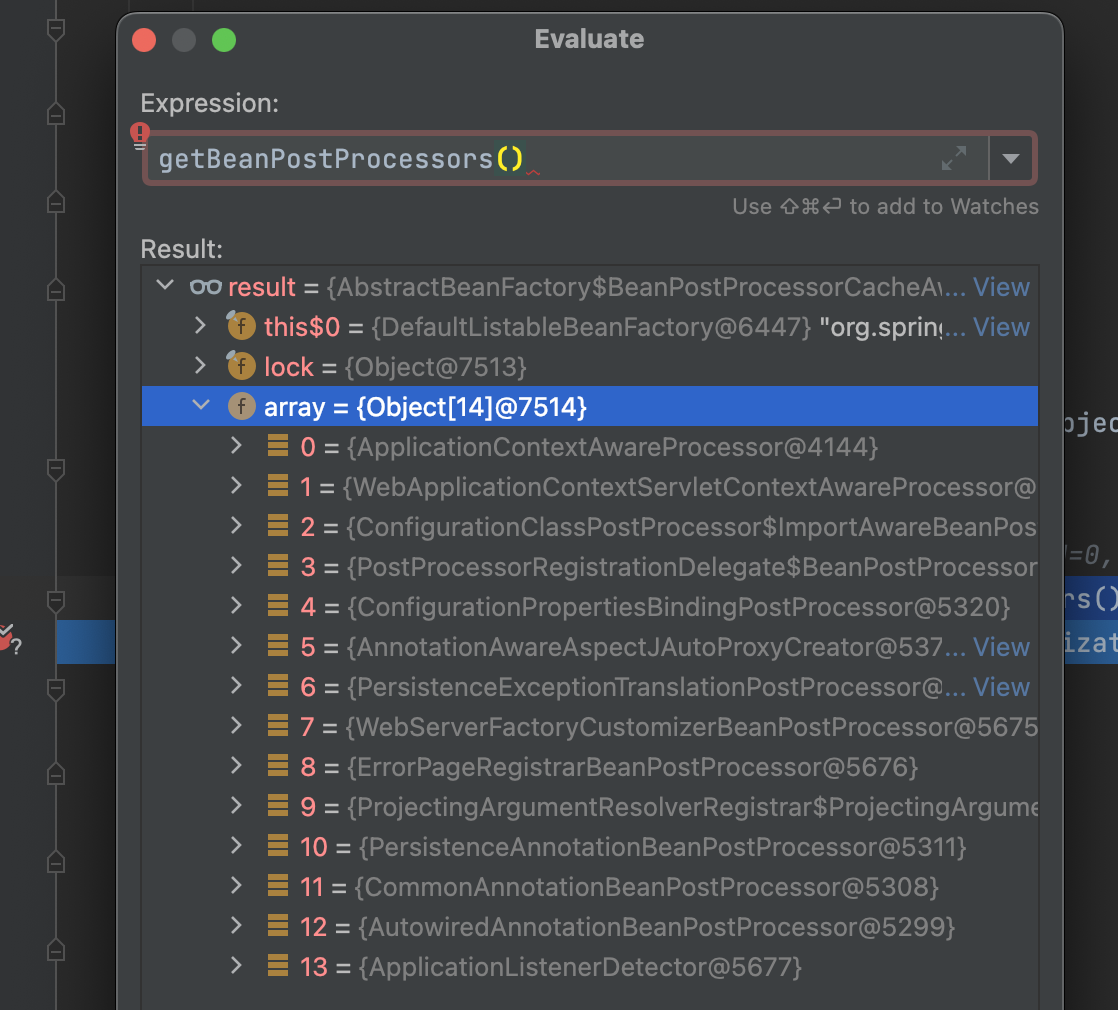 Evaluate
Expression:
getBeanPostProcessors()
Use ⇧⌘⏎ to add to Watches
Result:
result = {AbstractBeanFactory$BeanPostProcessorCacheAv... View
this$0 = {DefaultListableBeanFactory@6447} "org.spring... View
lock = {Object@7513}
array = {Object[14]@7514}
0 = {ApplicationContextAwareProcessor@4144}
bjec
1 = {WebApplicationContextServletContextAwareProcessor@
2 = {ConfigurationClassPostProcessor$ImportAwareBeanPos
3 = {PostProcessorRegistrationDelegate$BeanPostProcessor
=0,
4 = {ConfigurationPropertiesBindingPostProcessor@5320}
rs()
5 = {AnnotationAwareAspectJAutoProxyCreator@537... View
izat
6 = {PersistenceExceptionTranslationPostProcessor@... View
7 = {WebServerFactoryCustomizerBeanPostProcessor@5675
8 = {ErrorPageRegistrarBeanPostProcessor@5676}
9 = {ProjectingArgumentResolverRegistrar$ProjectingArgume
10 = {PersistenceAnnotationBeanPostProcessor@5311}
11 = {CommonAnnotationBeanPostProcessor@5308}
12 = {AutowiredAnnotationBeanPostProcessor@5299}
13 = {ApplicationListenerDetector@5677}